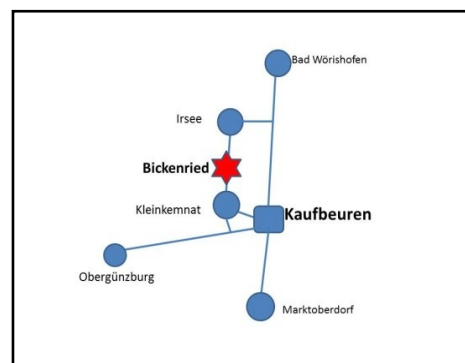 Bad Wörishofen
Irsee
Bickenried
Kleinkemnat
Kaufbeuren
Obergünzburg
Marktoberdorf